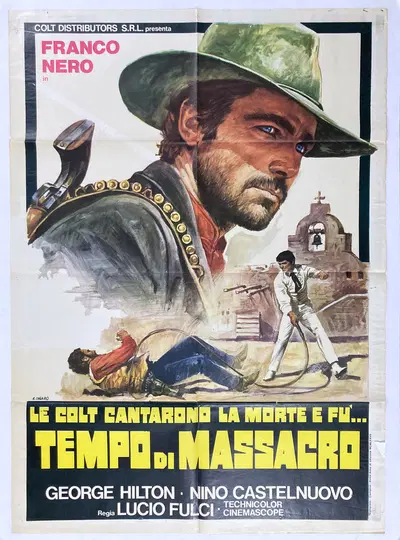 COLT DISTRIBUTORS S.R.L. presenta
FRANCO
NERO
in
LE COLT CANTARONO LA MORTE E FU'...
TEMPO DI MASSACRO
GEORGE HILTON · NINO CASTELNUOVO
Regia LUCIO FULCI · TECHNICOLOR
CINEMASCOPE